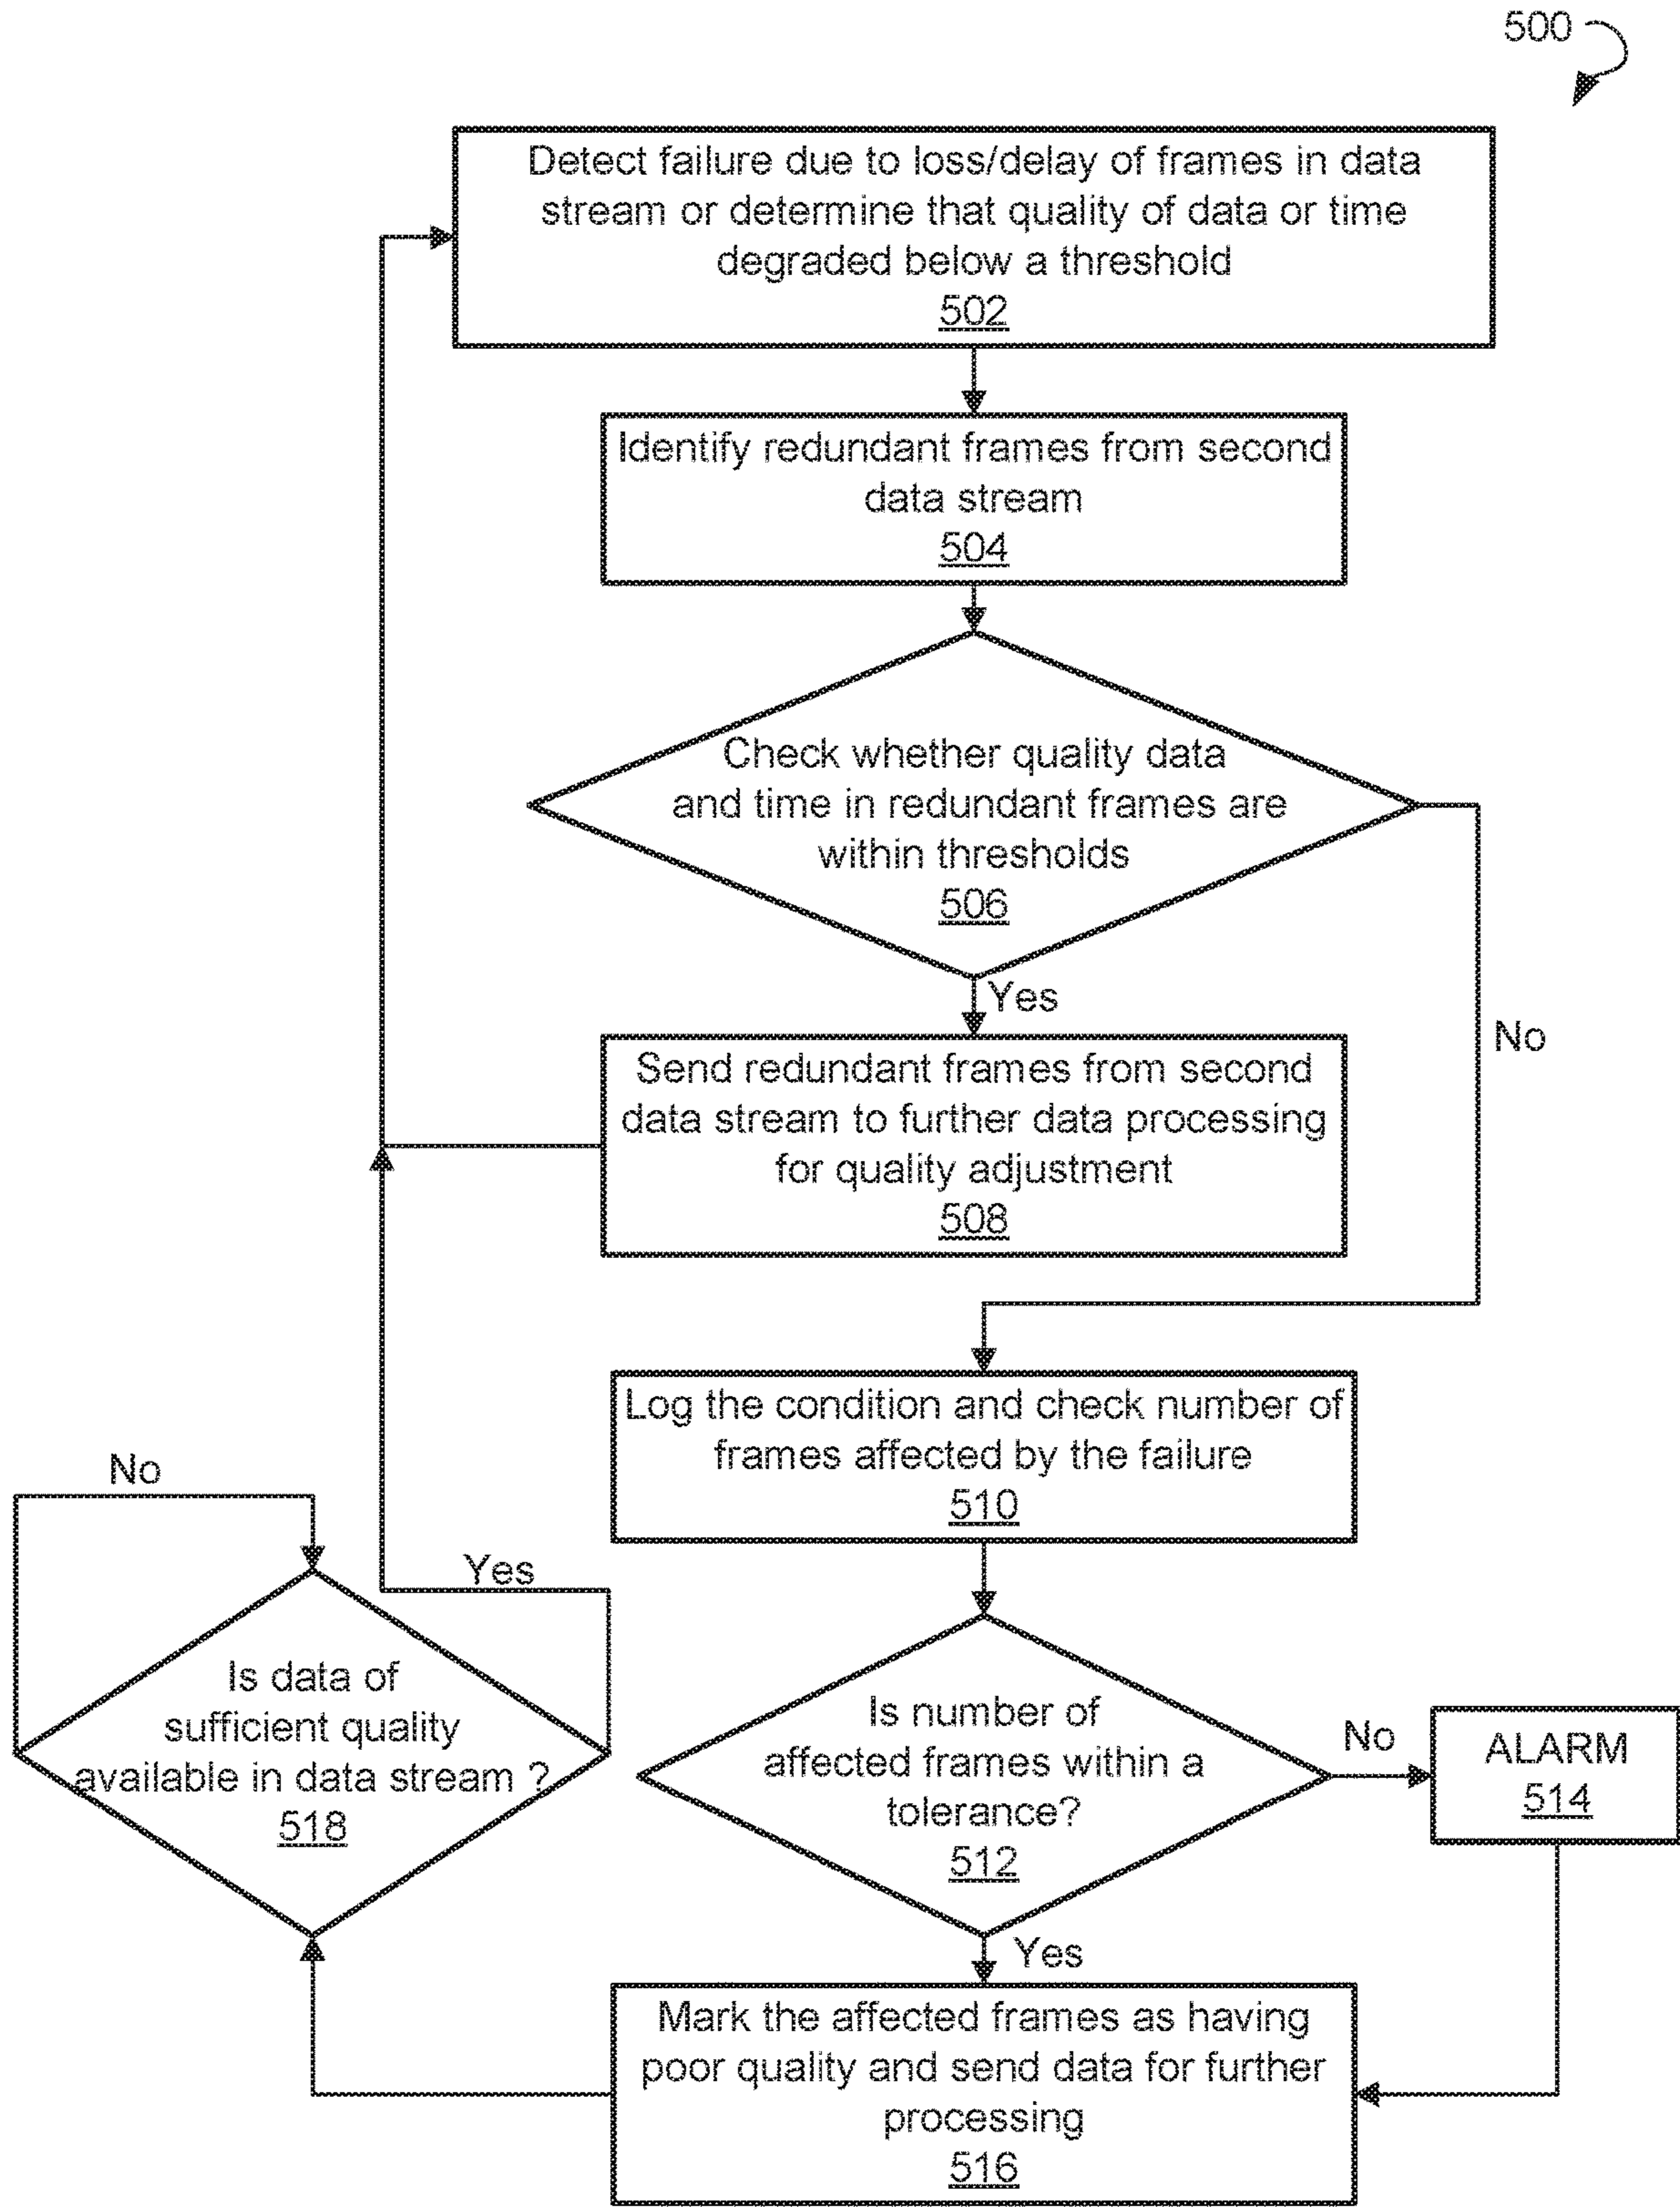 500
Detect failure due to loss/delay of frames in data
stream or determine that quality of data or time
degraded below a threshold
502
Identify redundant frames from second
data stream
504
Check whether quality data
and time in redundant frames are
within thresholds
506
Yes
No
Send redundant frames from second
data stream to further data processing
for quality adjustment
508
Log the condition and check number of
frames affected by the failure
510
No
Yes
Is data of
sufficient quality
available in data stream ?
518
Is number of
affected frames within a
tolerance?
512
No
ALARM
514
Yes
Mark the affected frames as having
poor quality and send data for further
processing
516